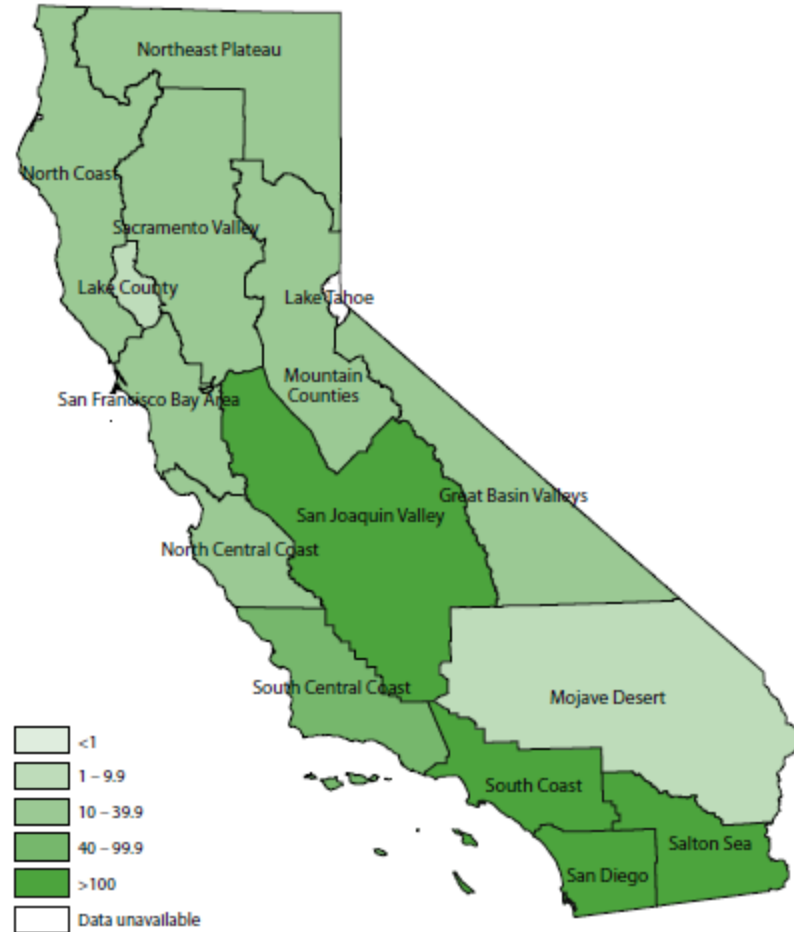 Northeast Plateau
North Coast
Sacramento Valley
Lake County
Lake Tahoe
Mountain
Counties
San Francisco Bay Area
Great Basin Valleys
San Joaquin Valley
North Central Coast
South Central Coast
Mojave Desert
South Coast
Salton Sea
San Diego
<1
1 – 9.9
10 – 39.9
40 – 99.9
>100
Data unavailable